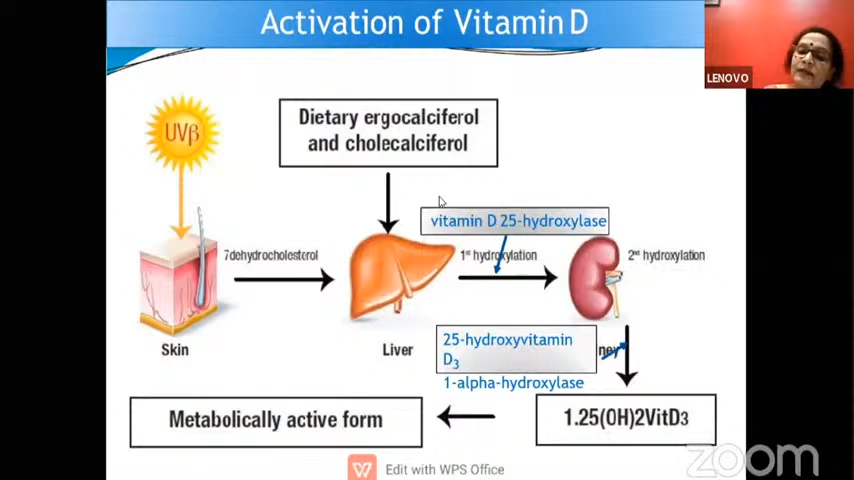 Activation of Vitamin D
LENOVO
UVβ
Dietary ergocalciferol
and cholecalciferol
vitamin D 25-hydroxylase
7dehydrocholesterol
1st hydroxylation
2nd hydroxylation
Skin
Liver
25-hydroxyvitamin
D3
ney
1-alpha-hydroxylase
Metabolically active form
1.25(OH)2VitD3
zoom
Edit with WPS Office